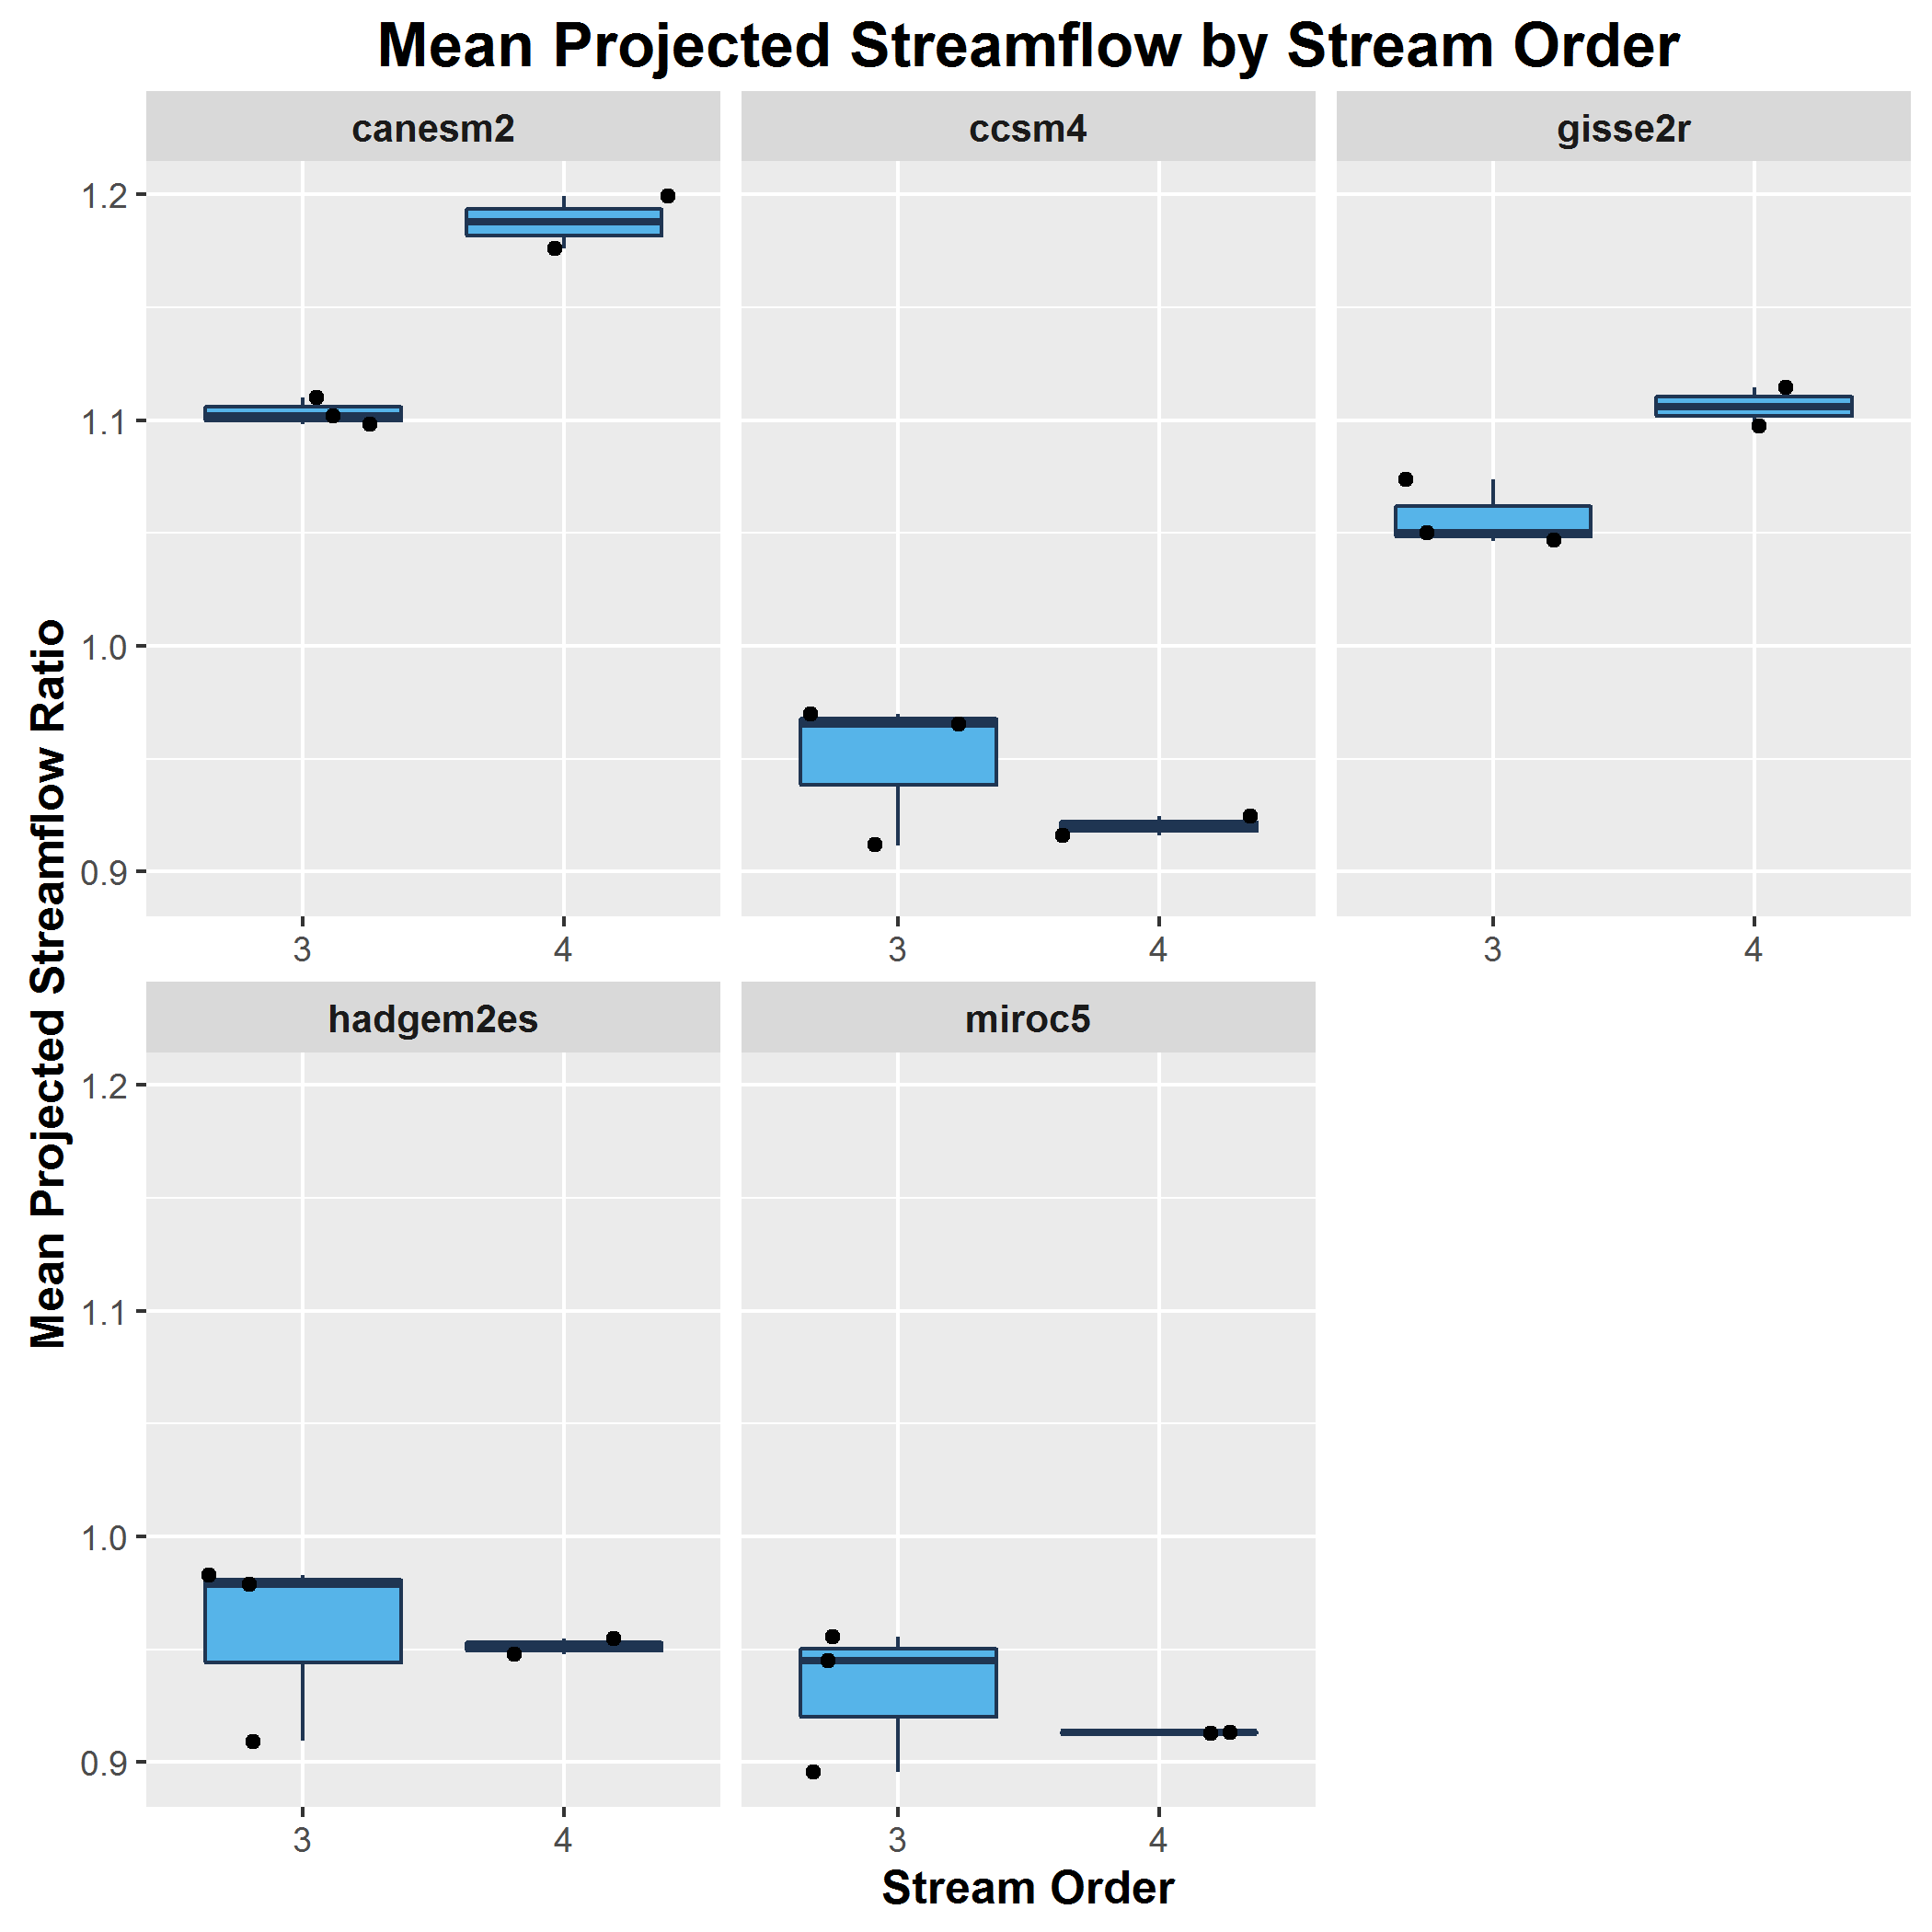 Mean Projected Streamflow by Stream Order
canesm2
ccsm4
gisse2r
1.2
1.1
1.0
0.9
3
4
3
4
3
4
Mean Projected Streamflow Ratio
hadgem2es
miroc5
1.2
1.1
1.0
0.9
3
4
3
4
Stream Order